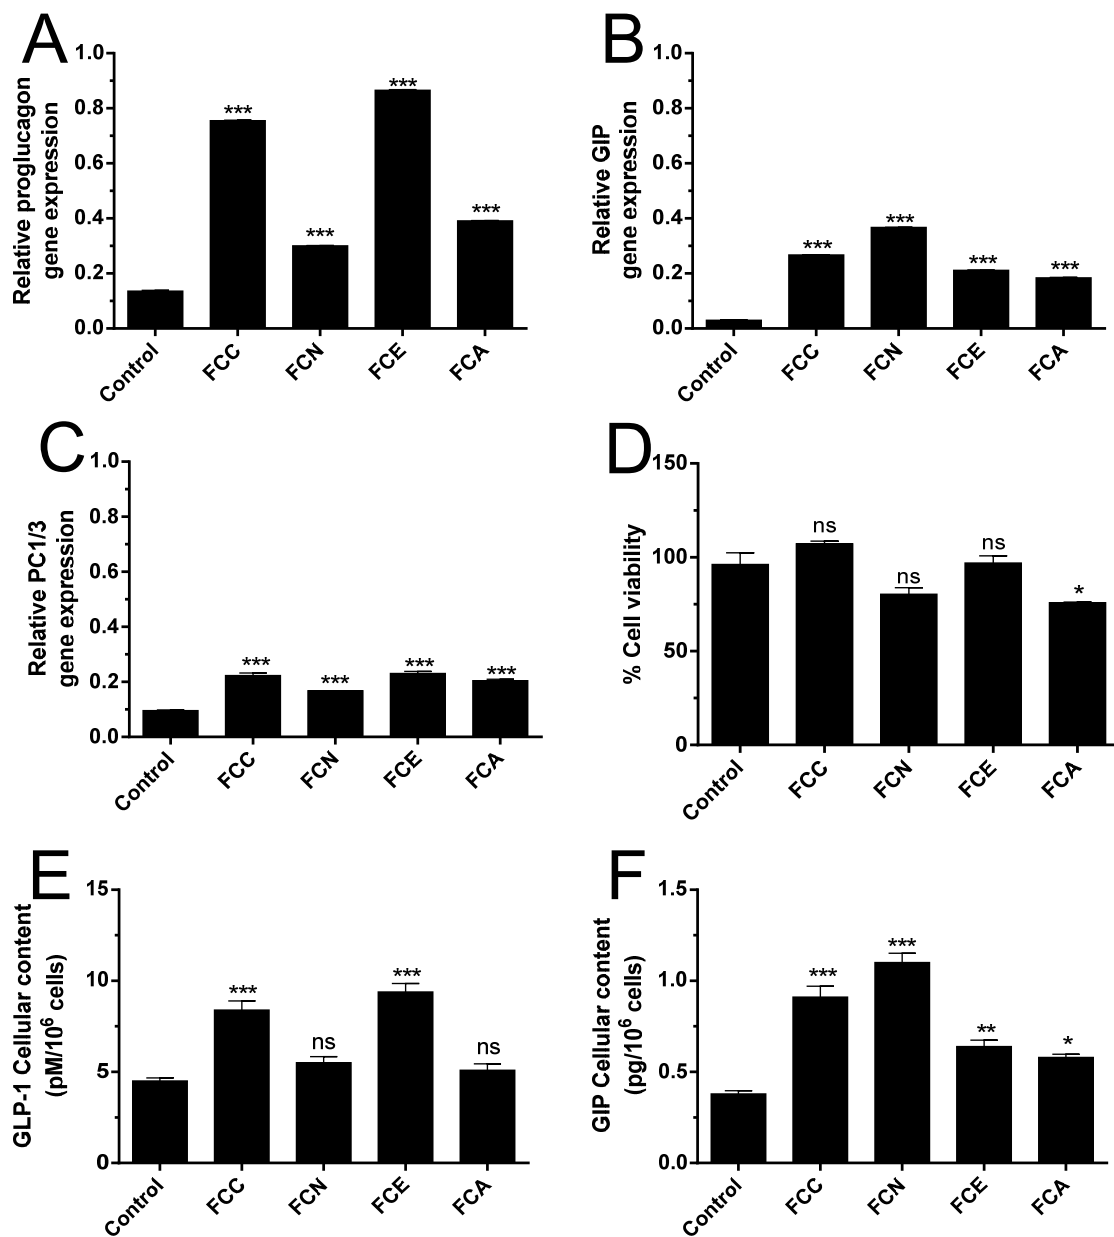 A
Relative proglucagon
gene expression
1.0
0.8
0.6
0.4
0.2
0.0
***
***
***
***
Control
FCC
FCN
FCE
FCA
B
Relative GIP
gene expression
1.0
0.8
0.6
0.4
0.2
0.0
***
***
***
***
Control
FCC
FCN
FCE
FCA
C
Relative PC1/3
gene expression
1.0
0.8
0.6
0.4
0.2
0.0
***
***
***
***
Control
FCC
FCN
FCE
FCA
D
% Cell viability
150
100
50
0
ns
ns
ns
*
Control
FCC
FCN
FCE
FCA
E
GLP-1 Cellular content
(pM/10⁶ cells)
15
10
5
0
***
ns
***
ns
Control
FCC
FCN
FCE
FCA
F
GIP Cellular content
(pg/10⁶ cells)
1.5
1.0
0.5
0.0
***
***
**
*
Control
FCC
FCN
FCE
FCA